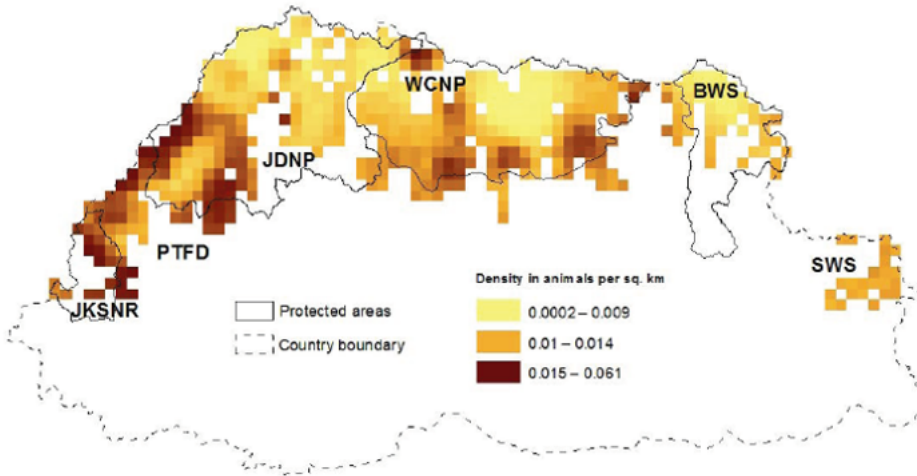 WCNP
BWS
JDNP
PTFD
SWS
JKSNR
Density in animals per sq. km
Protected areas
0.0002 – 0.009
Country boundary
0.01 – 0.014
0.015 – 0.061